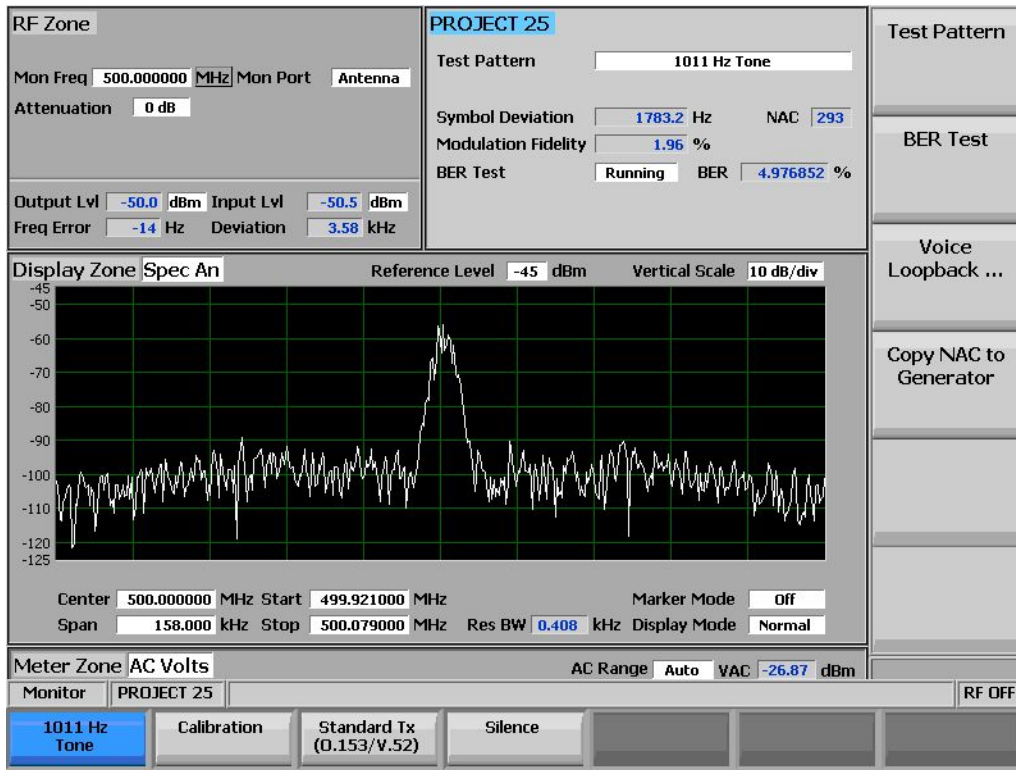 RF Zone
Mon Freq 500.000000 MHz Mon Port Antenna
Attenuation 0 dB
Output Lvl -50.0 dBm Input Lvl -50.5 dBm
Freq Error -14 Hz Deviation 3.58 kHz
PROJECT 25
Test Pattern 1011 Hz Tone
Symbol Deviation 1783.2 Hz NAC 293
Modulation Fidelity 1.96 %
BER Test Running BER 4.976852 %
Display Zone Spec An Reference Level -45 dBm Vertical Scale 10 dB/div
-45
-50
-60
-70
-80
-90
-100
-110
-120
-125
Center 500.000000 MHz Start 499.921000 MHz Marker Mode Off
Span 158.000 kHz Stop 500.079000 MHz Res BW 0.408 kHz Display Mode Normal
Meter Zone AC Volts AC Range Auto VAC -26.87 dBm
Monitor PROJECT 25 RF OFF
1011 Hz
Tone
Calibration
Standard Tx
(O.153/V.52)
Silence
Test Pattern
BER Test
Voice
Loopback ...
Copy NAC to
Generator